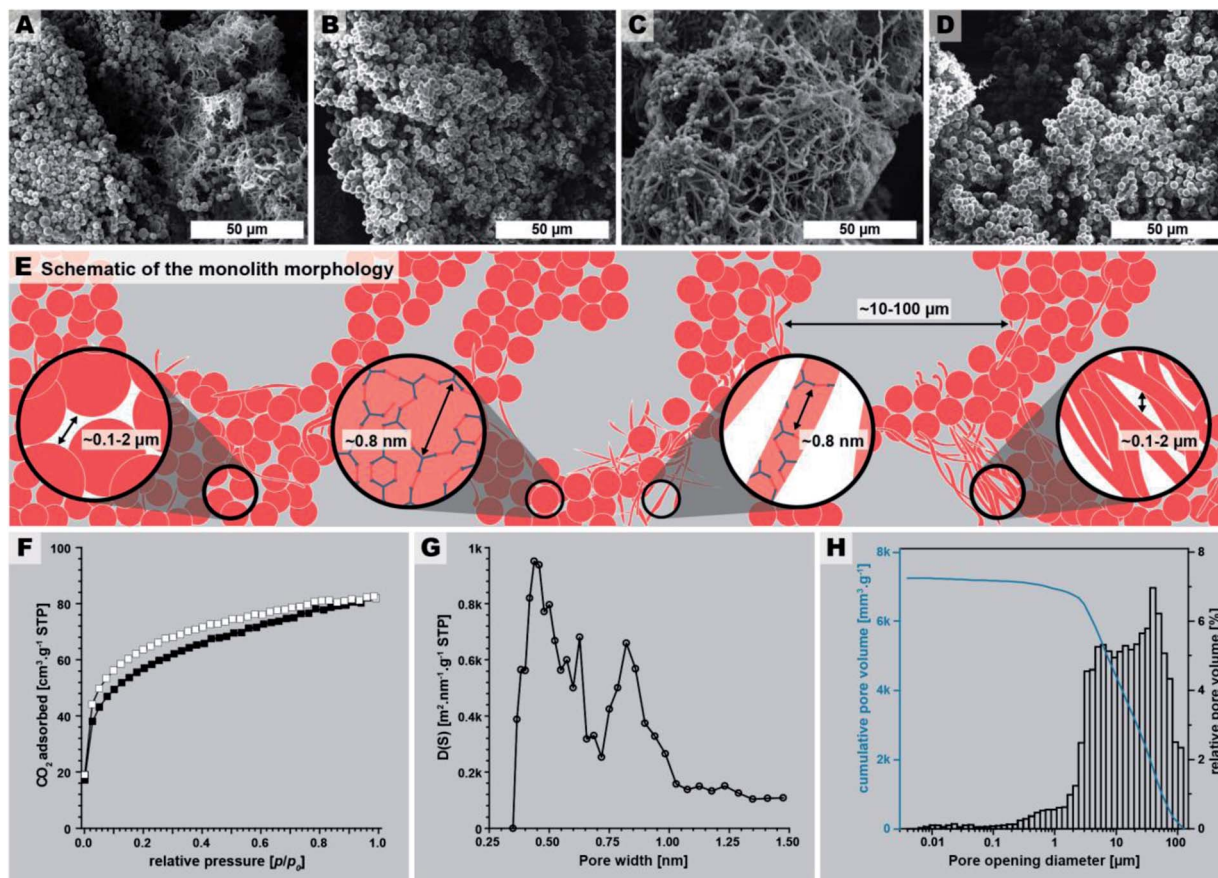 A B C D
50 µm 50 µm 50 µm 50 µm
E Schematic of the monolith morphology
~10-100 µm
~0.1-2 µm
~0.8 nm
~0.8 nm
~0.1-2 µm
F
CO2 adsorbed [cm³.g⁻¹ STP]
100
80
60
40
20
0
0.0 0.2 0.4 0.6 0.8 1.0
relative pressure [p/p0]
G
D(S) [m².nm⁻¹.g⁻¹ STP]
1k
0.8k
0.6k
0.4k
0.2k
0
0.25 0.50 0.75 1.00 1.25 1.50
Pore width [nm]
H
cumulative pore volume [mm³.g⁻¹]
8k
6k
4k
2k
0
8
7
6
5
4
3
2
1
0
relative pore volume [%]
0.01 0.1 1 10 100
Pore opening diameter [µm]